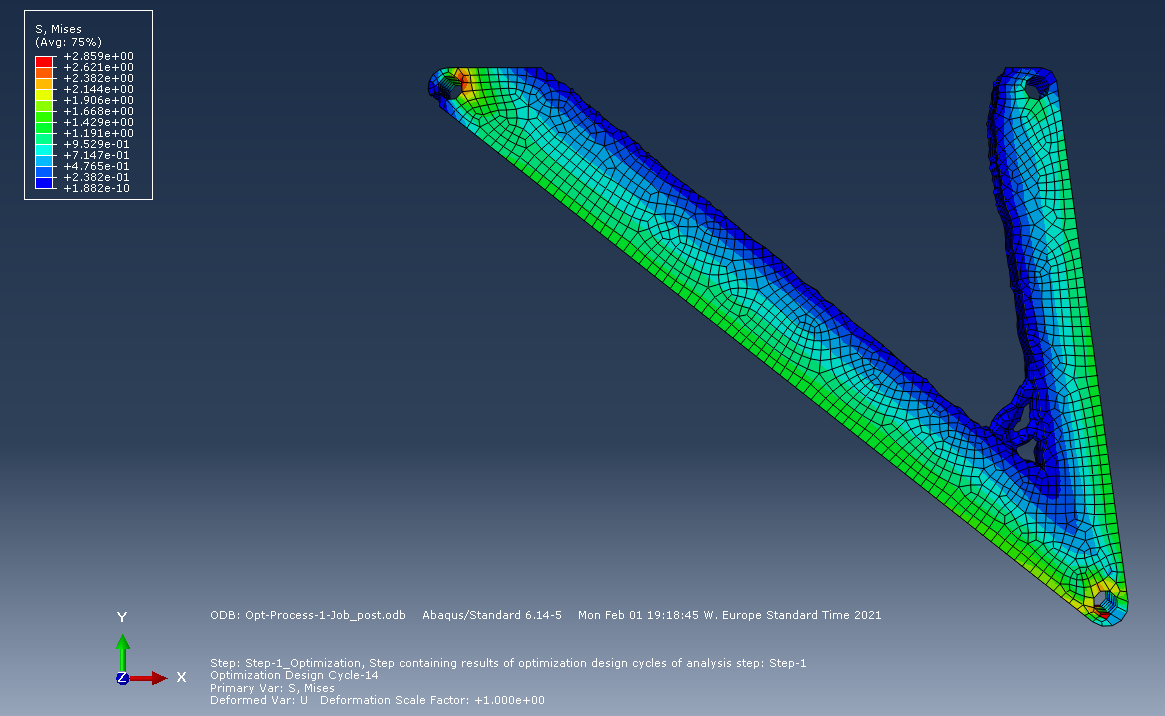 S, Mises
(Avg: 75%)
+2.859e+00
+2.621e+00
+2.382e+00
+2.144e+00
+1.906e+00
+1.668e+00
+1.429e+00
+1.191e+00
+9.529e-01
+7.147e-01
+4.765e-01
+2.382e-01
+1.882e-10
Y
Z
X
ODB: Opt-Process-1-Job_post.odb Abaqus/Standard 6.14-5 Mon Feb 01 19:18:45 W. Europe Standard Time 2021
Step: Step-1_Optimization, Step containing results of optimization design cycles of analysis step: Step-1
Optimization Design Cycle-14
Primary Var: S, Mises
Deformed Var: U Deformation Scale Factor: +1.000e+00